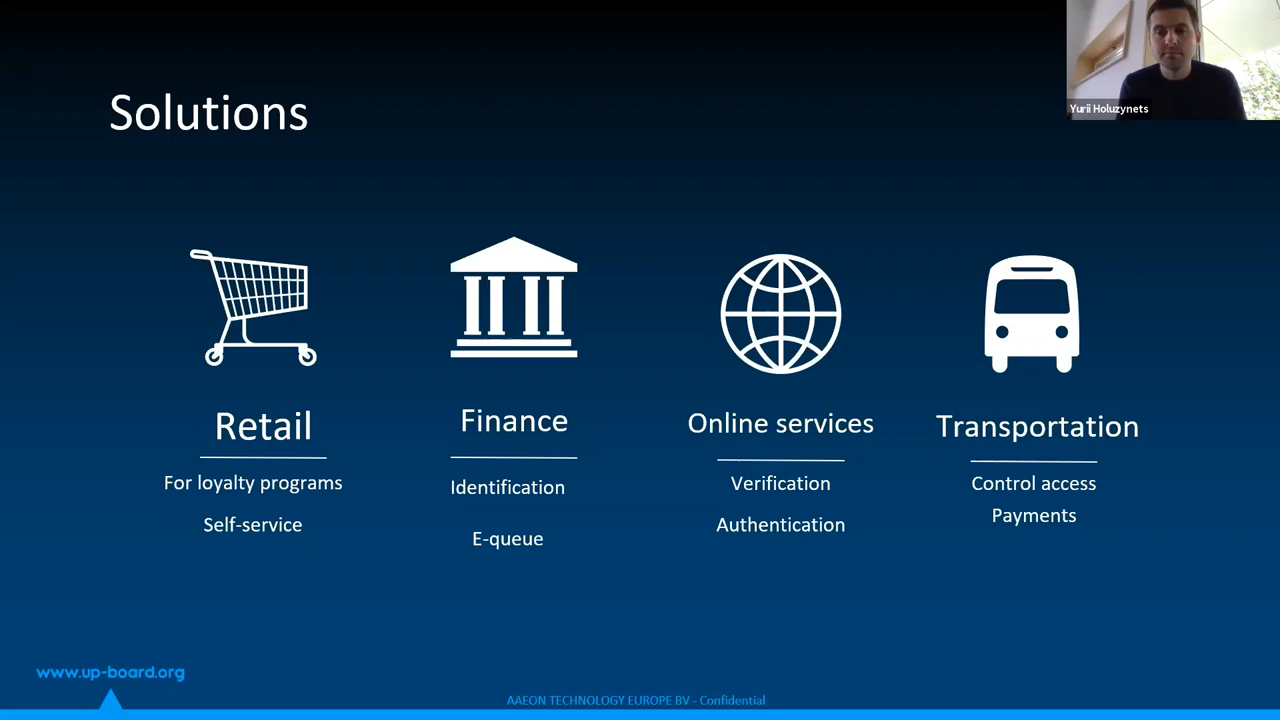 Yurii Holuzynets
Solutions
Retail
For loyalty programs
Self-service
Finance
Identification
E-queue
Online services
Verification
Authentication
Transportation
Control access
Payments
www.up-board.org
AAEON TECHNOLOGY EUROPE BV - Confidential